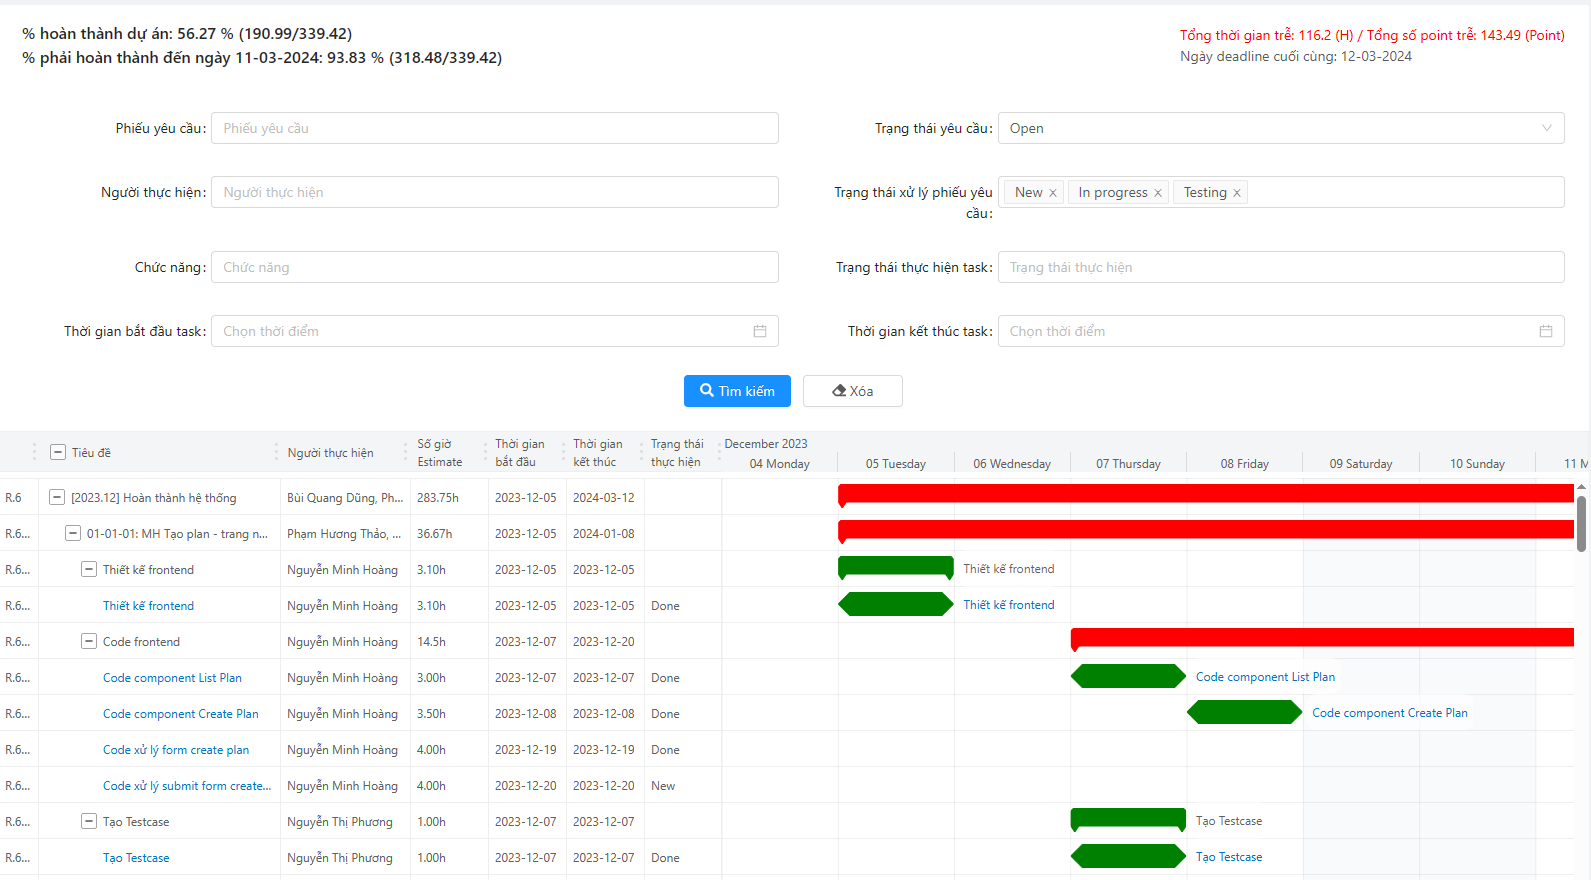 % hoàn thành dự án: 56.27 % (190.99/339.42)
% phải hoàn thành đến ngày 11-03-2024: 93.83 % (318.48/339.42)
Tổng thời gian trễ: 116.2 (H) / Tổng số point trễ: 143.49 (Point)
Ngày deadline cuối cùng: 12-03-2024
Phiếu yêu cầu: Phiếu yêu cầu
Trạng thái yêu cầu: Open
Người thực hiện: Người thực hiện
Trạng thái xử lý phiếu yêu cầu: New In progress Testing
Chức năng: Chức năng
Trạng thái thực hiện task: Trạng thái thực hiện
Thời gian bắt đầu task: Chọn thời điểm
Thời gian kết thúc task: Chọn thời điểm
Tìm kiếm Xóa
Tiêu đề Người thực hiện Số giờ Estimate Thời gian bắt đầu Thời gian kết thúc Trạng thái thực hiện December 2023
04 Monday 05 Tuesday 06 Wednesday 07 Thursday 08 Friday 09 Saturday 10 Sunday 11 M
R.6 [2023.12] Hoàn thành hệ thống Bùi Quang Dũng, Ph... 283.75h 2023-12-05 2024-03-12
R.6... 01-01-01: MH Tạo plan - trang n... Phạm Hương Thảo, ... 36.67h 2023-12-05 2024-01-08
R.6... Thiết kế frontend Nguyễn Minh Hoàng 3.10h 2023-12-05 2023-12-05 Thiết kế frontend
R.6... Thiết kế frontend Nguyễn Minh Hoàng 3.10h 2023-12-05 2023-12-05 Done Thiết kế frontend
R.6... Code frontend Nguyễn Minh Hoàng 14.5h 2023-12-07 2023-12-20
R.6... Code component List Plan Nguyễn Minh Hoàng 3.00h 2023-12-07 2023-12-07 Done Code component List Plan
R.6... Code component Create Plan Nguyễn Minh Hoàng 3.50h 2023-12-08 2023-12-08 Done Code component Create Plan
R.6... Code xử lý form create plan Nguyễn Minh Hoàng 4.00h 2023-12-19 2023-12-19 Done
R.6... Code xử lý submit form create... Nguyễn Minh Hoàng 4.00h 2023-12-20 2023-12-20 New
R.6... Tạo Testcase Nguyễn Thị Phương 1.00h 2023-12-07 2023-12-07 Tạo Testcase
R.6... Tạo Testcase Nguyễn Thị Phương 1.00h 2023-12-07 2023-12-07 Done Tạo Testcase